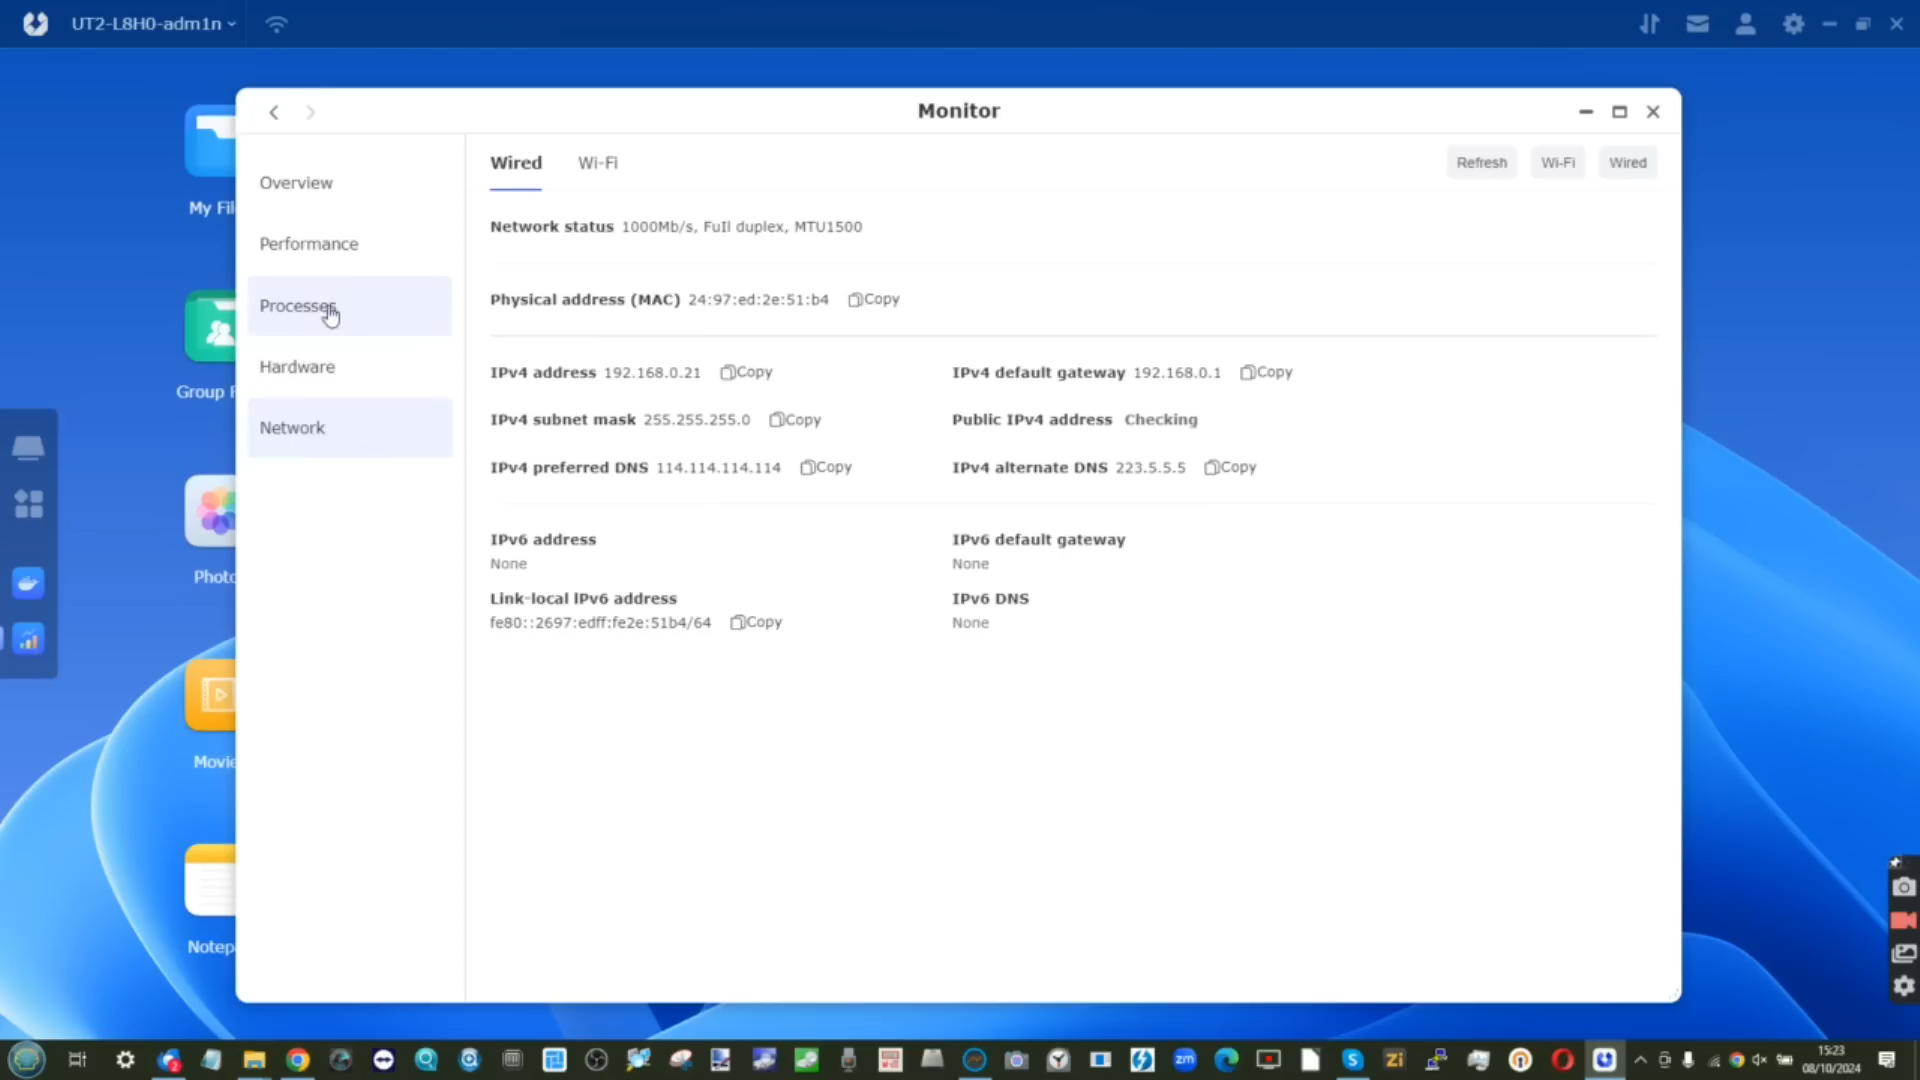 UT2-L8H0-adm1n
Monitor
My Fil
Group F
Photo
Movie
Notep
Overview
Performance
Processes
Hardware
Network
Wired Wi-Fi
Refresh Wi-Fi Wired
Network status 1000Mb/s, Full duplex, MTU1500
Physical address (MAC) 24:97:ed:2e:51:b4 Copy
IPv4 address 192.168.0.21 Copy IPv4 default gateway 192.168.0.1 Copy
IPv4 subnet mask 255.255.255.0 Copy Public IPv4 address Checking
IPv4 preferred DNS 114.114.114.114 Copy IPv4 alternate DNS 223.5.5.5 Copy
IPv6 address IPv6 default gateway
None None
Link-local IPv6 address IPv6 DNS
fe80::2697:edff:fe2e:51b4/64 Copy None
2
zm
S
Zi
15:23
08/10/2024